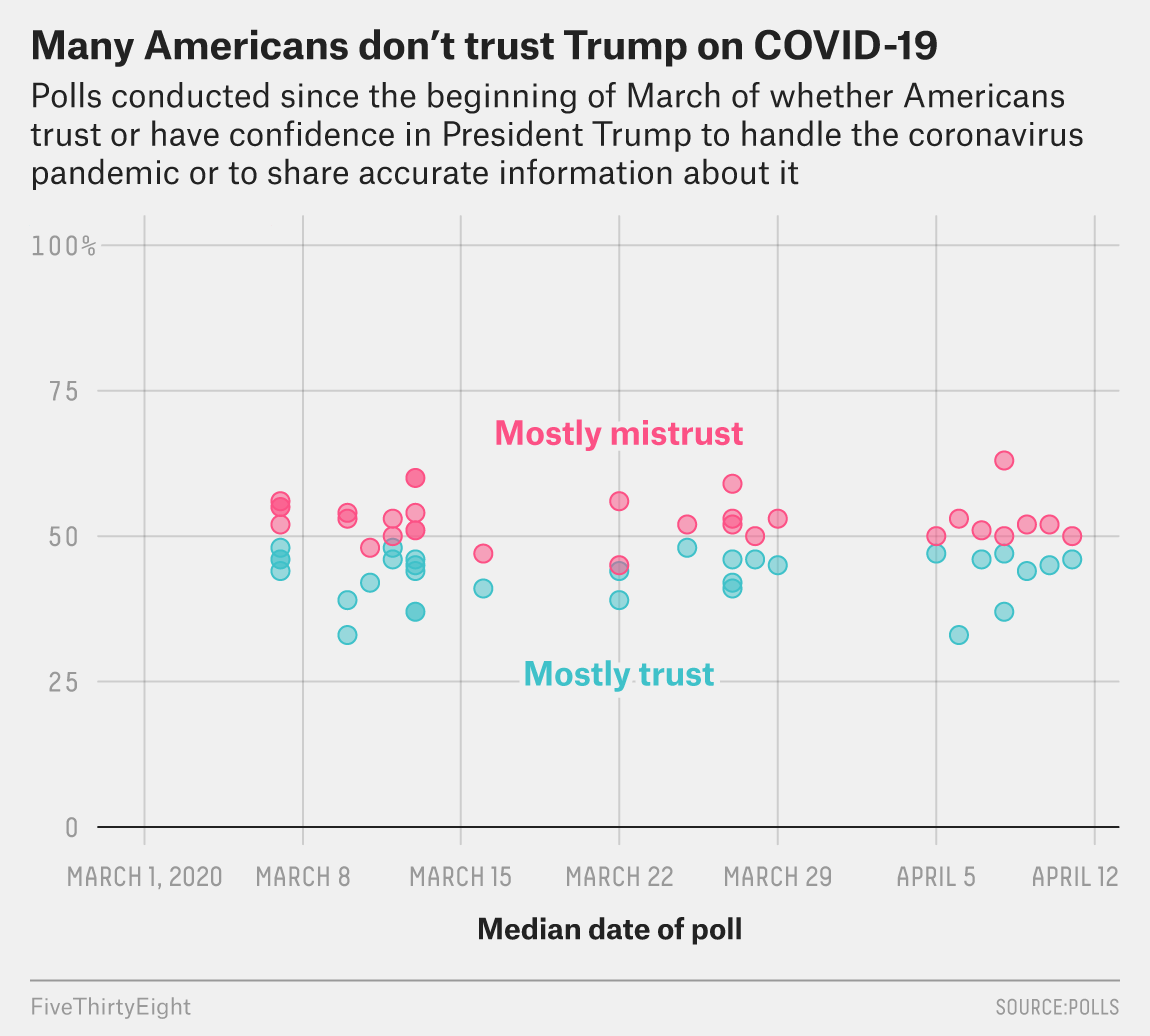 Many Americans don’t trust Trump on COVID-19
Polls conducted since the beginning of March of whether Americans
trust or have confidence in President Trump to handle the coronavirus
pandemic or to share accurate information about it
100%
75
Mostly mistrust
50
Mostly trust
25
0
MARCH 1, 2020 MARCH 8 MARCH 15 MARCH 22 MARCH 29 APRIL 5 APRIL 12
Median date of poll
FiveThirtyEight SOURCE:POLLS